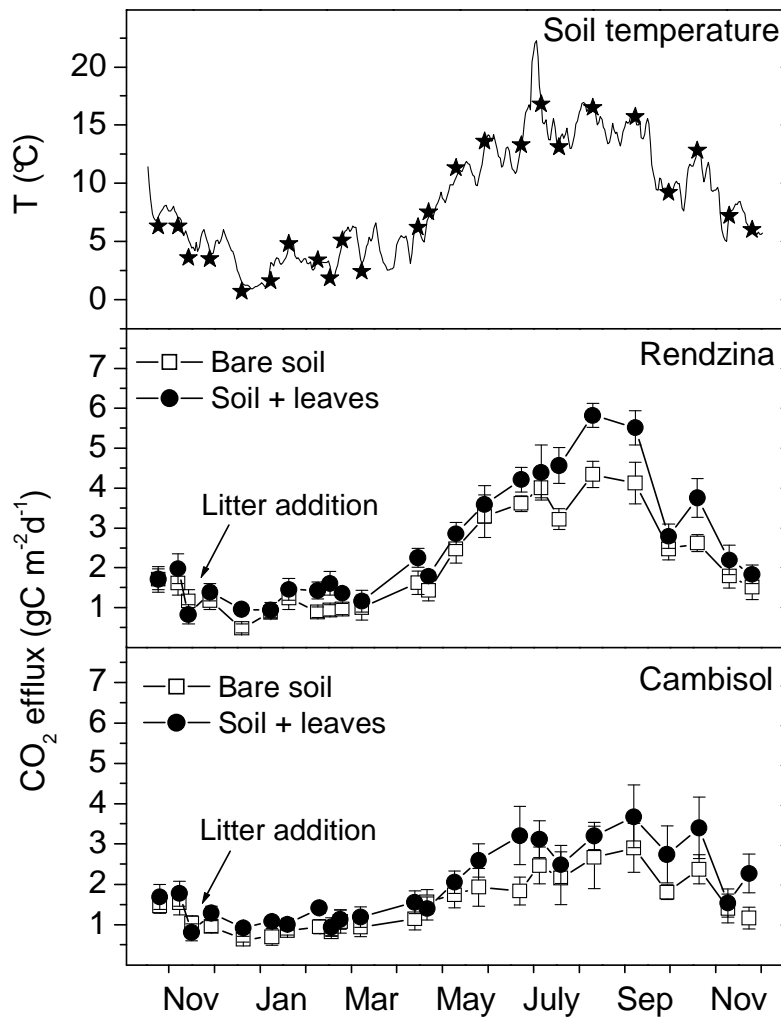 Soil temperature
T (°C)
20
15
10
5
0
Rendzina
Bare soil
Soil + leaves
Litter addition
7
6
5
4
3
2
1
CO2 efflux (gC m-2d-1)
Cambisol
Bare soil
Soil + leaves
Litter addition
7
6
5
4
3
2
1
Nov Jan Mar May July Sep Nov